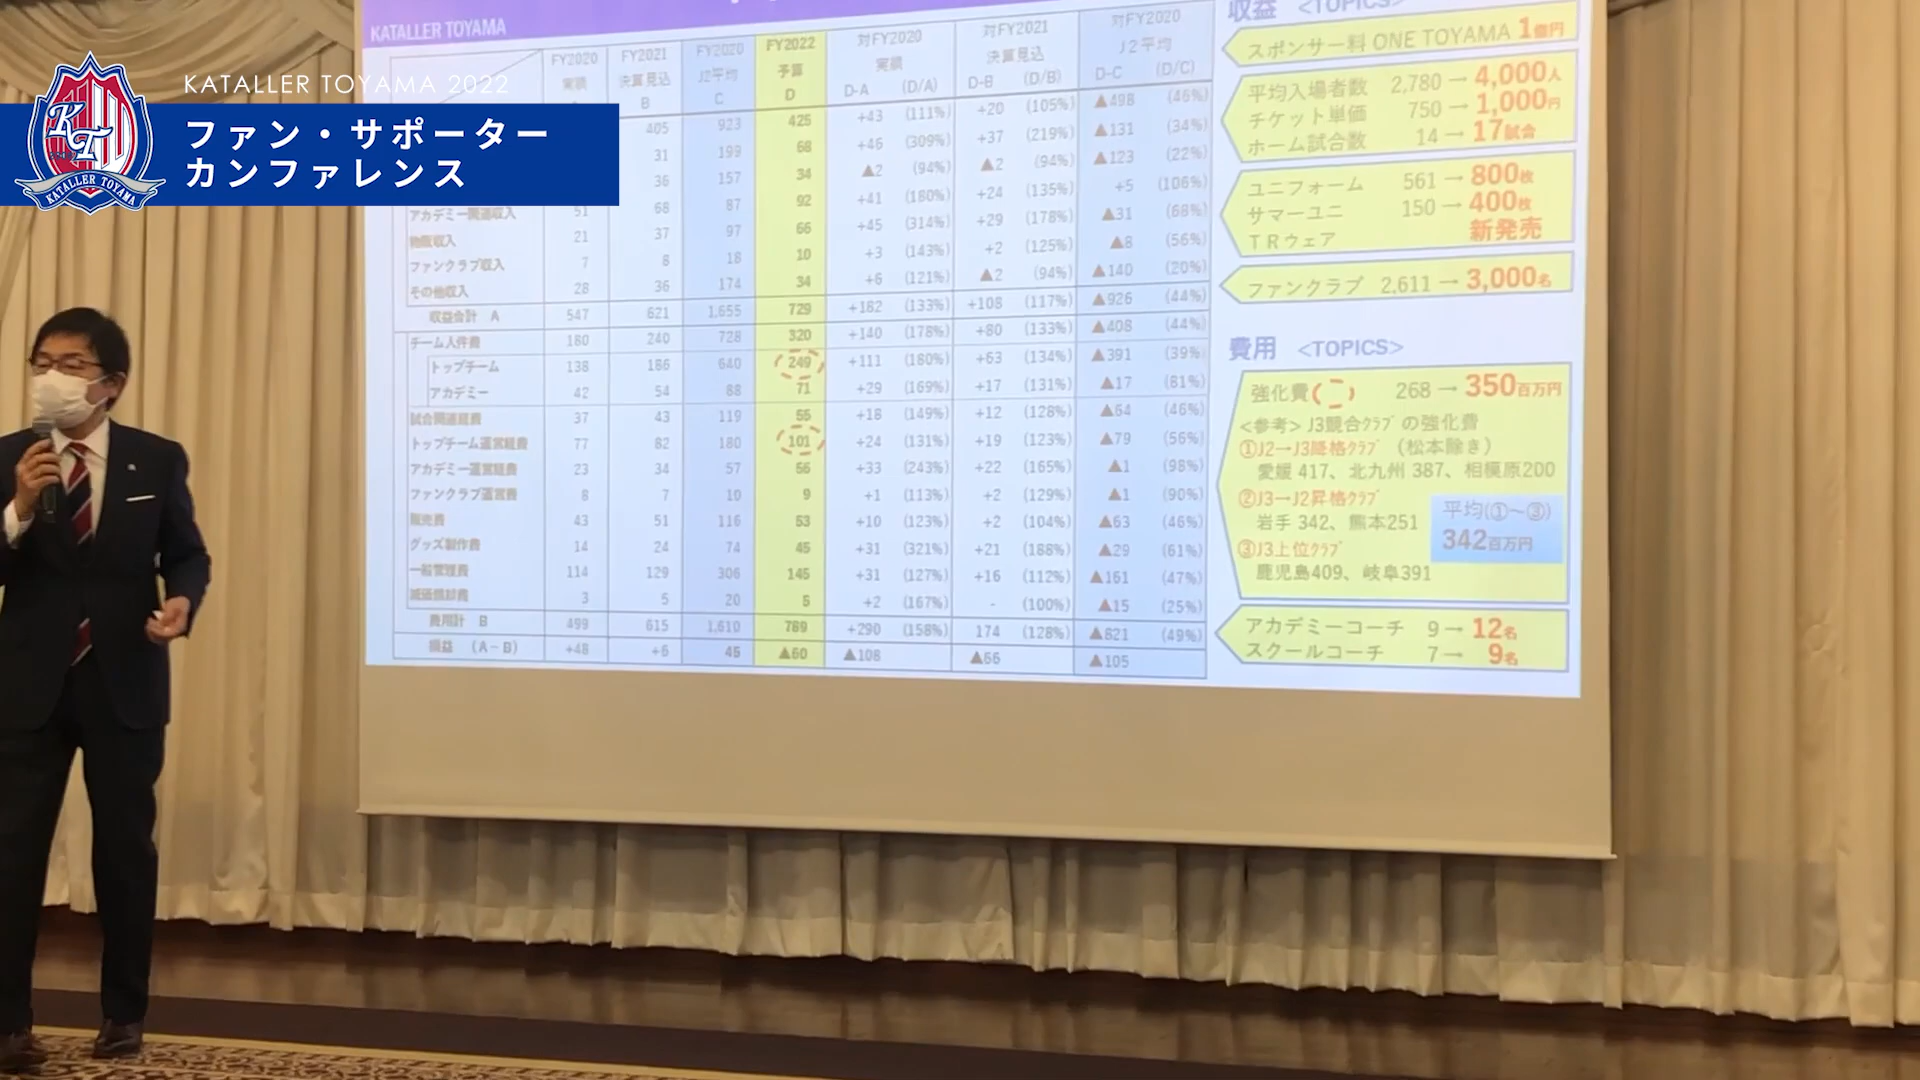 KATALLER TOYAMA 2022
ファン・サポーター
カンファレンス
KATALLER TOYAMA
KATALLER TOYAMA
FY2020 実績 FY2021 決算見込 B FY2020 J2平均 C FY2022 予算 D 対FY2020 実績 D-A (D/A) 対FY2021 決算見込 D-B (D/B) 対FY2020 J2平均 D-C (D/C)
405 923 425 +43 (111%) +20 (105%) ▲498 (46%)
31 199 68 +46 (309%) +37 (219%) ▲131 (34%)
36 157 34 ▲2 (94%) ▲2 (94%) ▲123 (22%)
アカデミー関連収入 51 68 87 92 +41 (180%) +24 (135%) +5 (106%)
物販収入 21 37 97 66 +45 (314%) +29 (178%) ▲31 (68%)
ファンクラブ収入 7 8 18 10 +3 (143%) +2 (125%) ▲8 (56%)
その他収入 28 36 174 34 +6 (121%) ▲2 (94%) ▲140 (20%)
収益合計 A 547 621 1,655 729 +182 (133%) +108 (117%) ▲926 (44%)
チーム人件費 180 240 728 320 +140 (178%) +80 (133%) ▲408 (44%)
トップチーム 138 186 640 249 +111 (180%) +63 (134%) ▲391 (39%)
アカデミー 42 54 88 71 +29 (169%) +17 (131%) ▲17 (81%)
試合関連経費 37 43 119 55 +18 (149%) +12 (128%) ▲64 (46%)
トップチーム運営経費 77 82 180 101 +24 (131%) +19 (123%) ▲79 (56%)
アカデミー運営経費 23 34 57 56 +33 (243%) +22 (165%) ▲1 (98%)
ファンクラブ運営費 8 7 10 9 +1 (113%) +2 (129%) ▲1 (90%)
販売費 43 51 116 53 +10 (123%) +2 (104%) ▲63 (46%)
グッズ制作費 14 24 74 45 +31 (321%) +21 (188%) ▲29 (61%)
一般管理費 114 129 306 145 +31 (127%) +16 (112%) ▲161 (47%)
減価償却費 3 5 20 5 +2 (167%) - (100%) ▲15 (25%)
費用計 B 499 615 1,610 789 +290 (158%) 174 (128%) ▲821 (49%)
損益 (A－B) +48 +6 45 ▲60 ▲108 ▲66 ▲105
収益 <TOPICS>
スポンサー料 ONE TOYAMA 1億円
平均入場者数 2,780→4,000人
チケット単価 750→1,000円
ホーム試合数 14→17試合
ユニフォーム 561→800枚
サマーユニ 150→400枚
TRウェア 新発売
ファンクラブ 2,611→3,000名
費用 <TOPICS>
強化費( ) 268→350百万円
<参考> J3競合ｸﾗﾌﾞの強化費
①J2→J3降格ｸﾗﾌﾞ (松本除き)
愛媛 417、北九州 387、相模原200
②J3→J2昇格ｸﾗﾌﾞ
岩手 342、熊本251
③J3上位ｸﾗﾌﾞ
鹿児島409、岐阜391
平均(①〜③)
342百万円
アカデミーコーチ 9→12名
スクールコーチ 7→9名